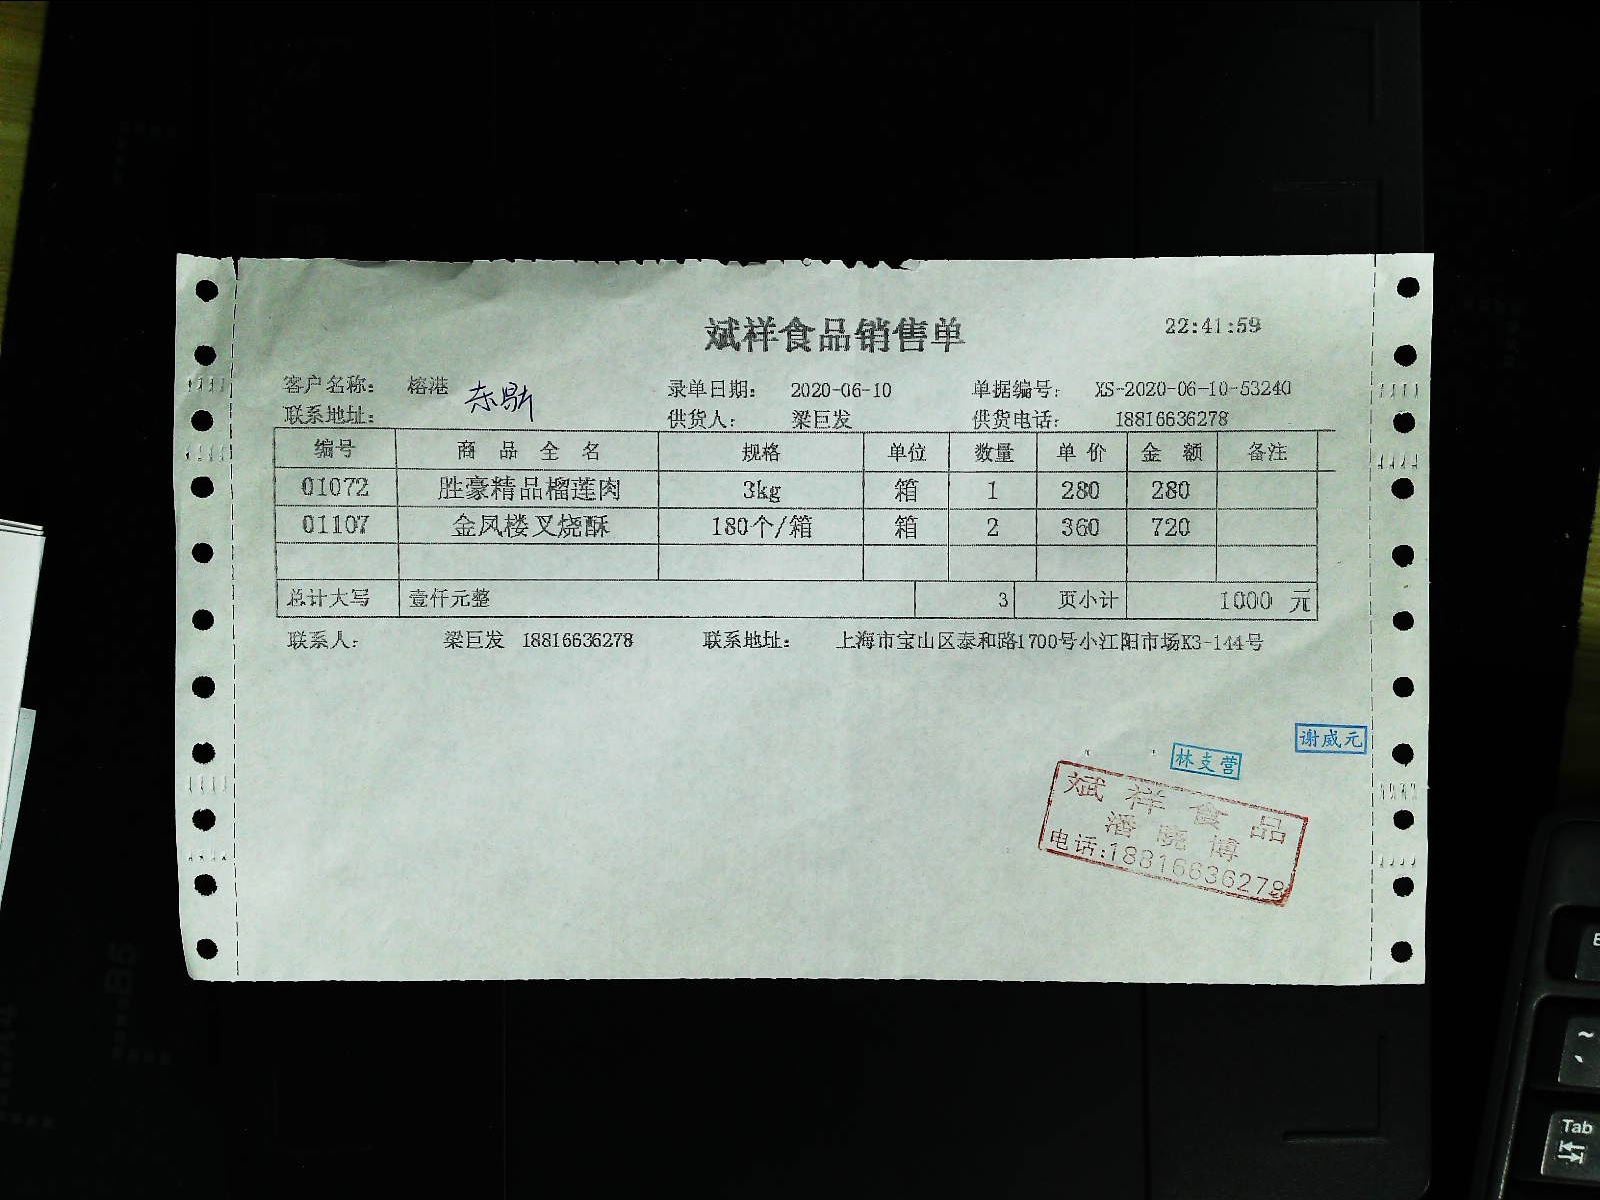 斌祥食品销售单 22:41:59
客户名称： 榕港 录单日期： 2020-06-10 单据编号： XS-2020-06-10-53240
联系地址： 供货人： 梁巨发 供货电话： 18816636278
编号 商品全名 规格 单位 数量 单价 金额 备注
01072 胜豪精品榴莲肉 3kg 箱 1 280 280
01107 金凤楼叉烧酥 180个/箱 箱 2 360 720
总计大写 壹仟元整 3 页小计 1000 元
联系人： 梁巨发 18816636278 联系地址： 上海市宝山区泰和路1700号小江阳市场K3-144号
谢威元
林支营
斌祥食品
潘晓博
电话:18816636278
Tab